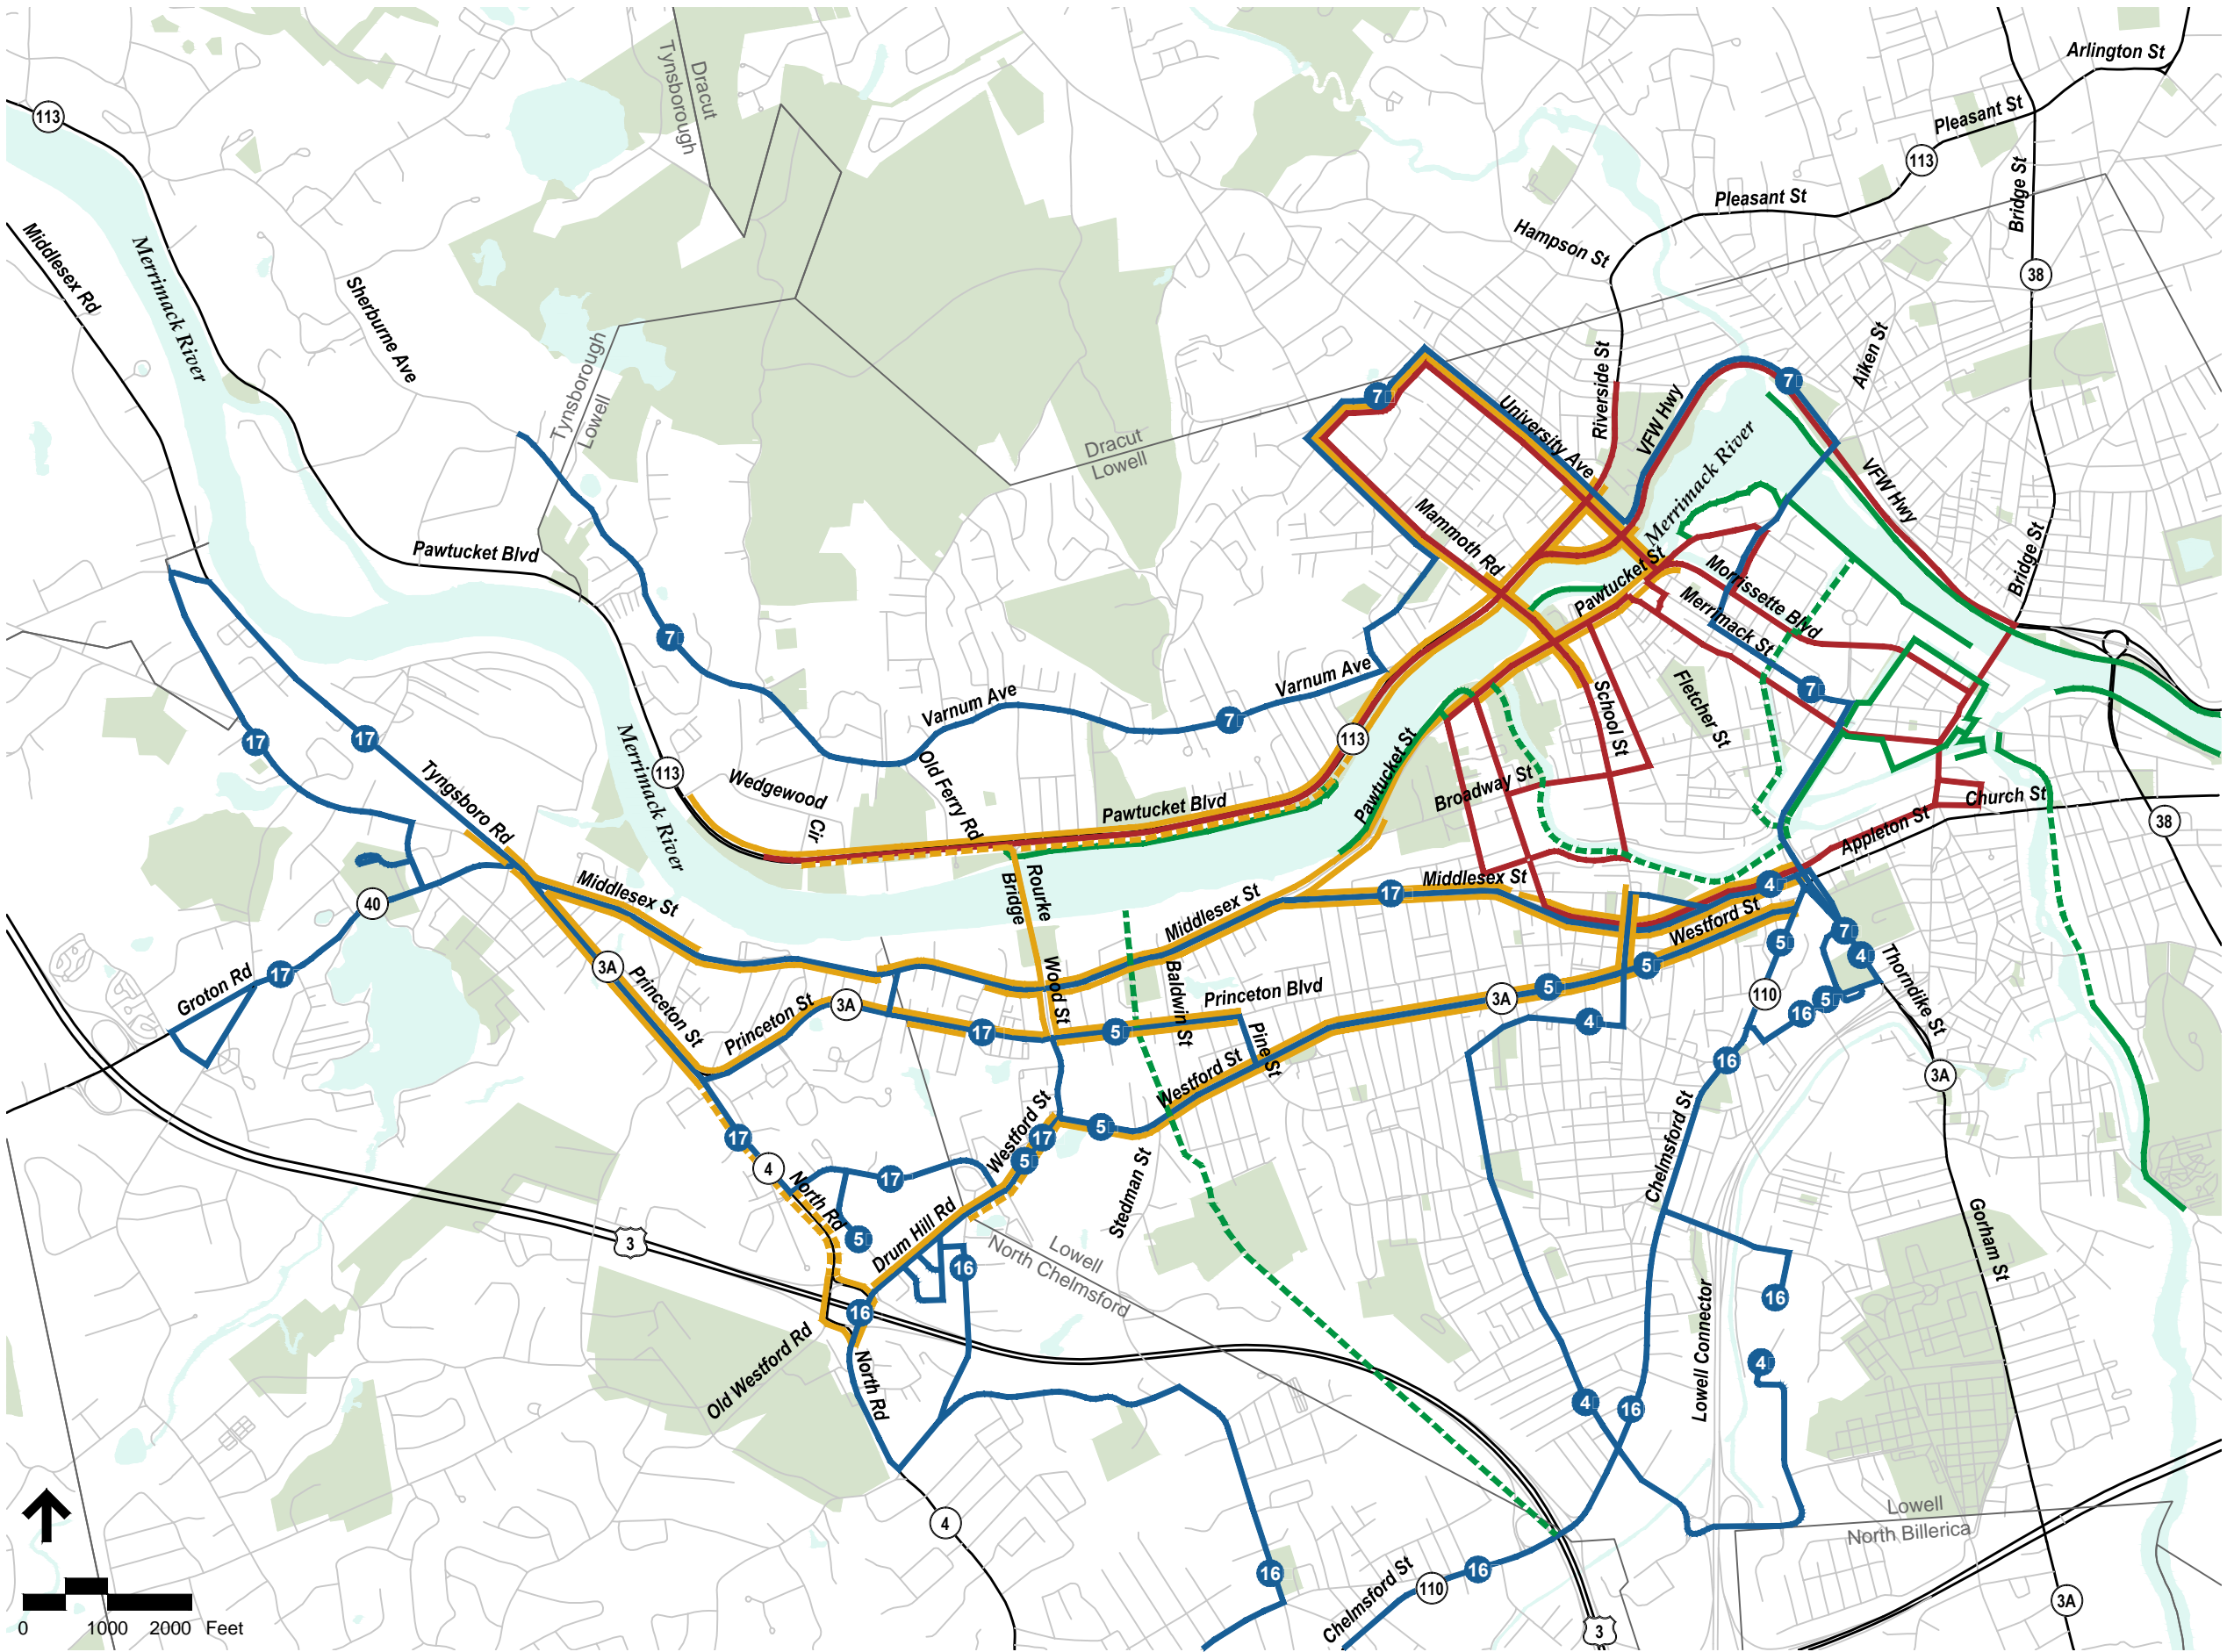 Arlington St
Pleasant St
113
113
Dracut
Tynsborough
Bridge St
Pleasant St
Hampson St
38
Middlesex Rd
Merrimack River
Sherburne Ave
Tynsborough
Lowell
Riverside St
Aiken St
VFW Hwy
7
7
University Ave
Dracut
Lowell
Merrimack River
VFW Hwy
Mammoth Rd
Pawtucket Blvd
Pawtucket St
Morrissette Blvd
Merrimack St
Bridge St
7
Varnum Ave
Varnum Ave
7
7
School St
Fletcher St
17
17
Merrimack River
113
113
Tyngsboro Rd
Wedgewood
Cir
Old Ferry Rd
Pawtucket Blvd
Pawtucket St
Broadway St
Church St
Appleton St
38
Middlesex St
Rourke
Bridge
Middlesex St
17
Middlesex St
4
40
Westford St
7
5
4
5
3A
Princeton St
Groton Rd
17
Wood St
Baldwin St
Princeton Blvd
3A
5
110
Thorndike St
Princeton St
3A
17
5
Pine St
4
16
5
16
3A
Westford St
Westford St
17
5
17
5
4
17
North Rd
Stedman St
Chelmsford St
5
Drum Hill Rd
Lowell
North Chelmsford
Gorham St
3
16
16
16
Lowell Connector
Old Westford Rd
North Rd
4
4
16
4
Lowell
North Billerica
16
16
Chelmsford St
110
3
3A
0 1000 2000 Feet